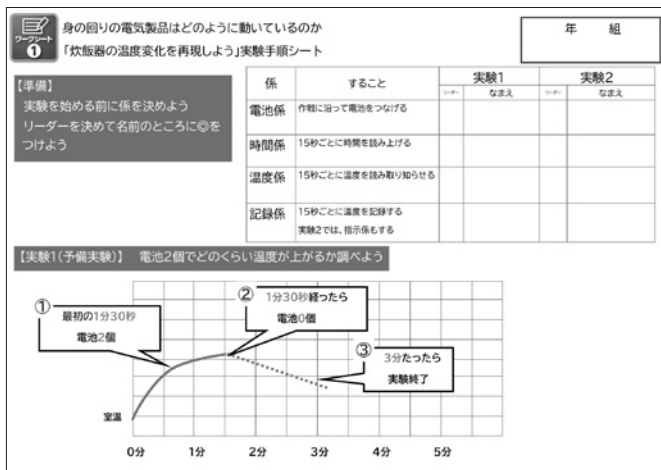 ワークシート
1
身の回りの電気製品はどのように動いているのか
「炊飯器の温度変化を再現しよう」実験手順シート
年 組
【準備】
実験を始める前に係を決めよう
リーダーを決めて名前のところに◎を
つけよう
係 すること 実験1 実験2
リーダー なまえ リーダー なまえ
電池係 作戦に沿って電池をつなげる
時間係 15秒ごとに時間を読み上げる
温度係 15秒ごとに温度を読み取り知らせる
記録係 15秒ごとに温度を記録する
実験2では、指示係もする
【実験1(予備実験)】 電池2個でどのくらい温度が上がるか調べよう
①
最初の1分30秒
電池2個
②
1分30秒経ったら
電池0個
③
3分たったら
実験終了
室温
0分 1分 2分 3分 4分 5分